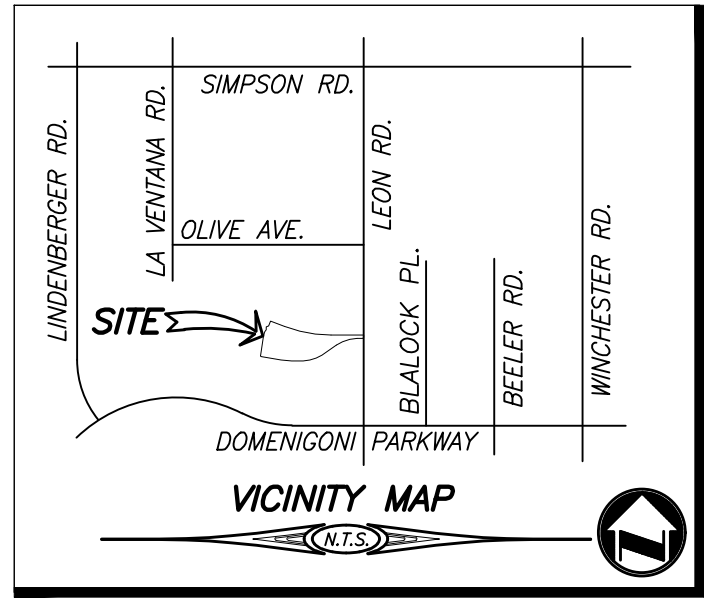 SIMPSON RD.
LINDENBERGER RD.
LA VENTANA RD.
LEON RD.
OLIVE AVE.
BLALOCK PL.
BEELER RD.
WINCHESTER RD.
SITE
DOMENIGONI PARKWAY
VICINITY MAP
N.T.S.
N